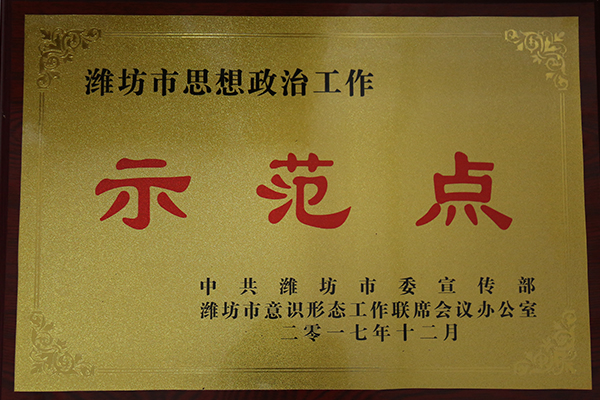 潍坊市思想政治工作
示范点
中共潍坊市委宣传部
潍坊市意识形态工作联席会议办公室
二零一七年十二月